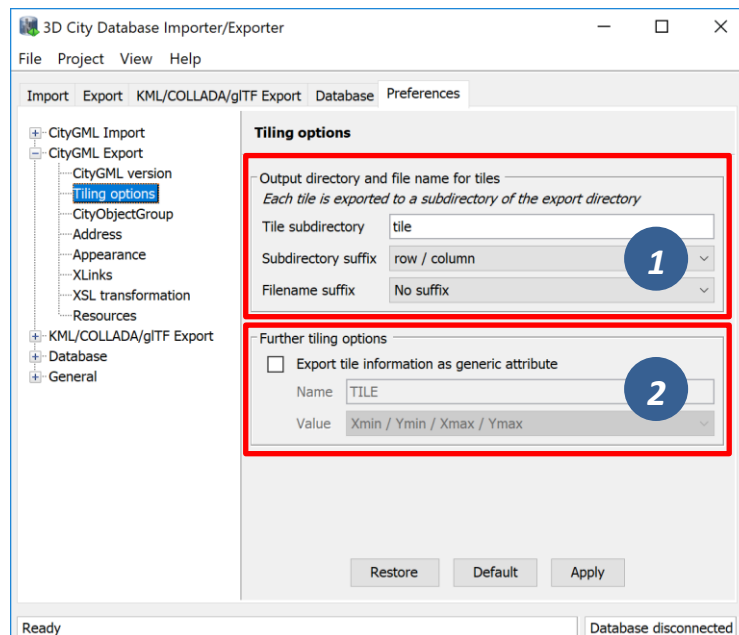 3D City Database Importer/Exporter
File Project View Help
Import Export KML/COLLADA/glTF Export Database Preferences
CityGML Import
CityGML Export
CityGML version
Tiling options
CityObjectGroup
Address
Appearance
XLinks
XSL transformation
Resources
KML/COLLADA/glTF Export
Database
General
Tiling options
Output directory and file name for tiles
Each tile is exported to a subdirectory of the export directory
Tile subdirectory tile
Subdirectory suffix row / column
Filename suffix No suffix
1
Further tiling options
Export tile information as generic attribute
Name TILE
Value Xmin / Ymin / Xmax / Ymax
2
Restore Default Apply
Ready Database disconnected